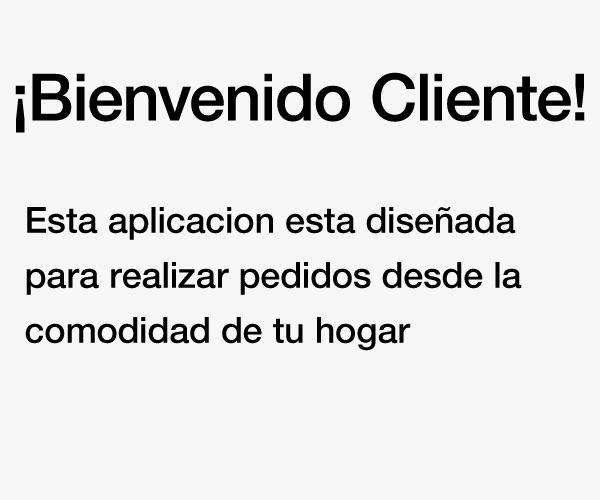 ¡Bienvenido Cliente!
Esta aplicacion esta diseñada
para realizar pedidos desde la
comodidad de tu hogar